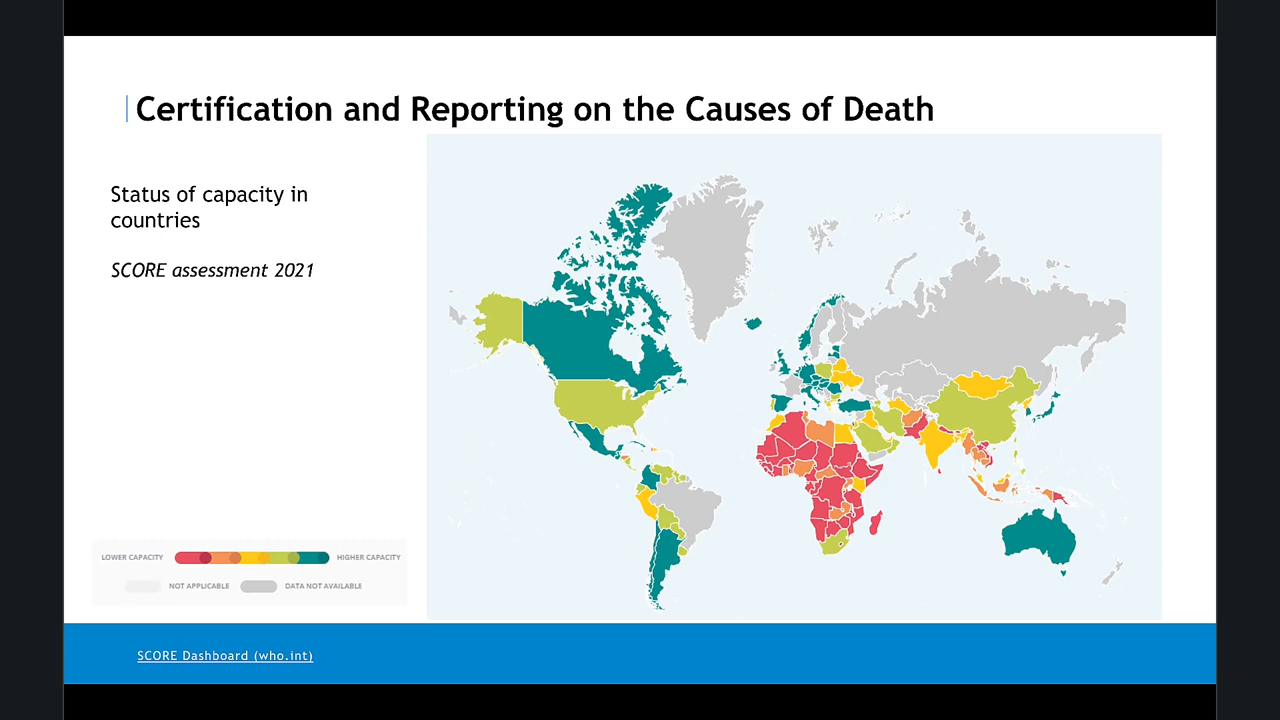 Certification and Reporting on the Causes of Death
Status of capacity in
countries
SCORE assessment 2021
LOWER CAPACITY
HIGHER CAPACITY
NOT APPLICABLE
DATA NOT AVAILABLE
SCORE Dashboard (who.int)